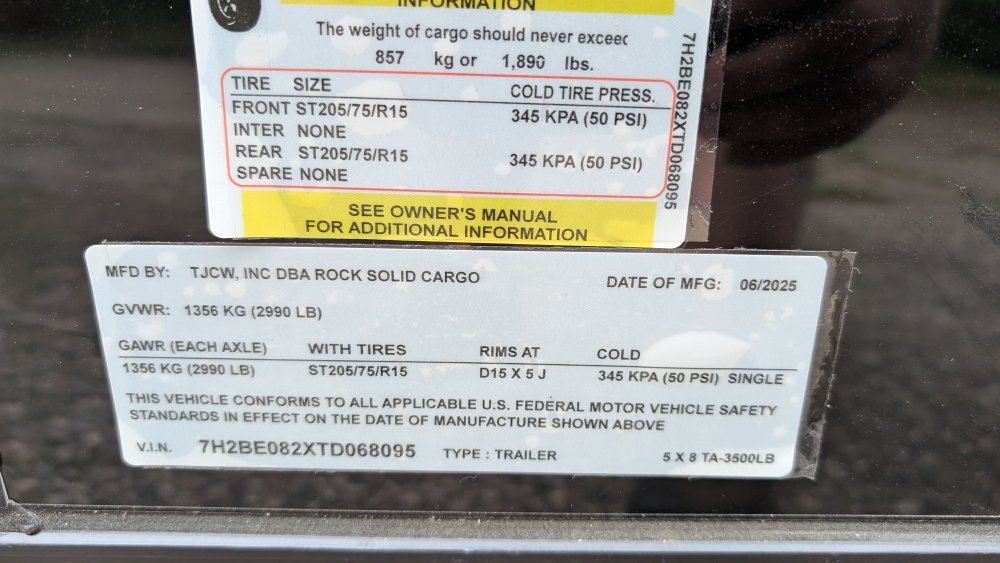 INFORMATION
The weight of cargo should never exceed
857 kg or 1,890 lbs.
TIRE SIZE COLD TIRE PRESS.
FRONT ST205/75/R15 345 KPA (50 PSI)
INTER NONE
REAR ST205/75/R15 345 KPA (50 PSI)
SPARE NONE
SEE OWNER'S MANUAL
FOR ADDITIONAL INFORMATION
7H2BE082XTD068095
MFD BY: TJCW, INC DBA ROCK SOLID CARGO DATE OF MFG: 06/2025
GVWR: 1356 KG (2990 LB)
GAWR (EACH AXLE) WITH TIRES RIMS AT COLD
1356 KG (2990 LB) ST205/75/R15 D15 X 5 J 345 KPA (50 PSI) SINGLE
THIS VEHICLE CONFORMS TO ALL APPLICABLE U.S. FEDERAL MOTOR VEHICLE SAFETY
STANDARDS IN EFFECT ON THE DATE OF MANUFACTURE SHOWN ABOVE
V.I.N. 7H2BE082XTD068095 TYPE : TRAILER 5 X 8 TA-3500LB